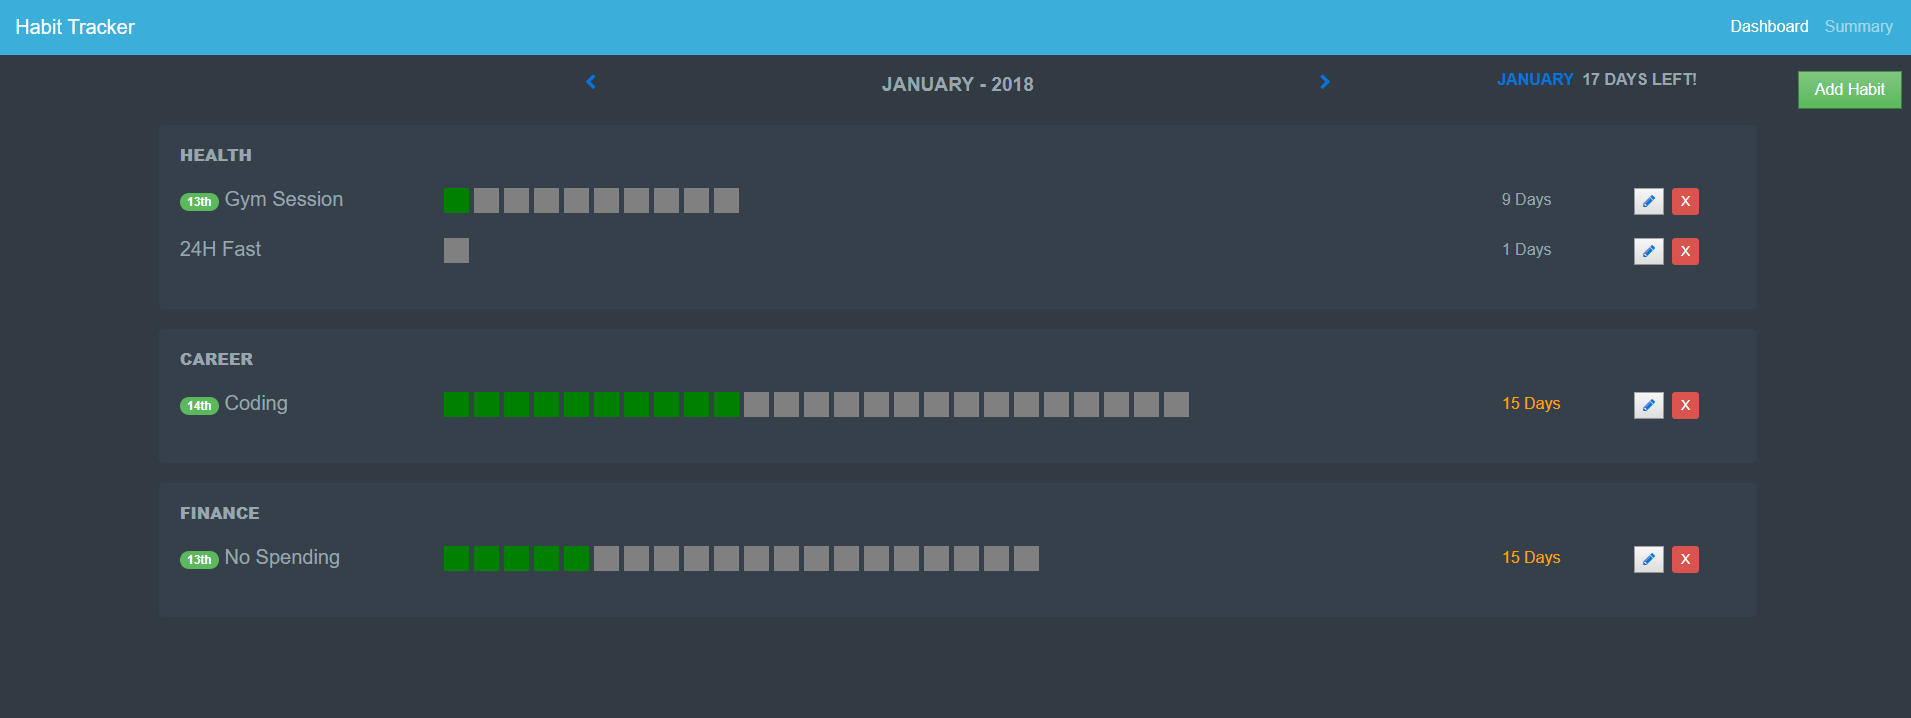 Habit Tracker Dashboard Summary
JANUARY - 2018 JANUARY 17 DAYS LEFT! Add Habit
HEALTH
13th Gym Session 9 Days X
24H Fast 1 Days X
CAREER
14th Coding 15 Days X
FINANCE
13th No Spending 15 Days X